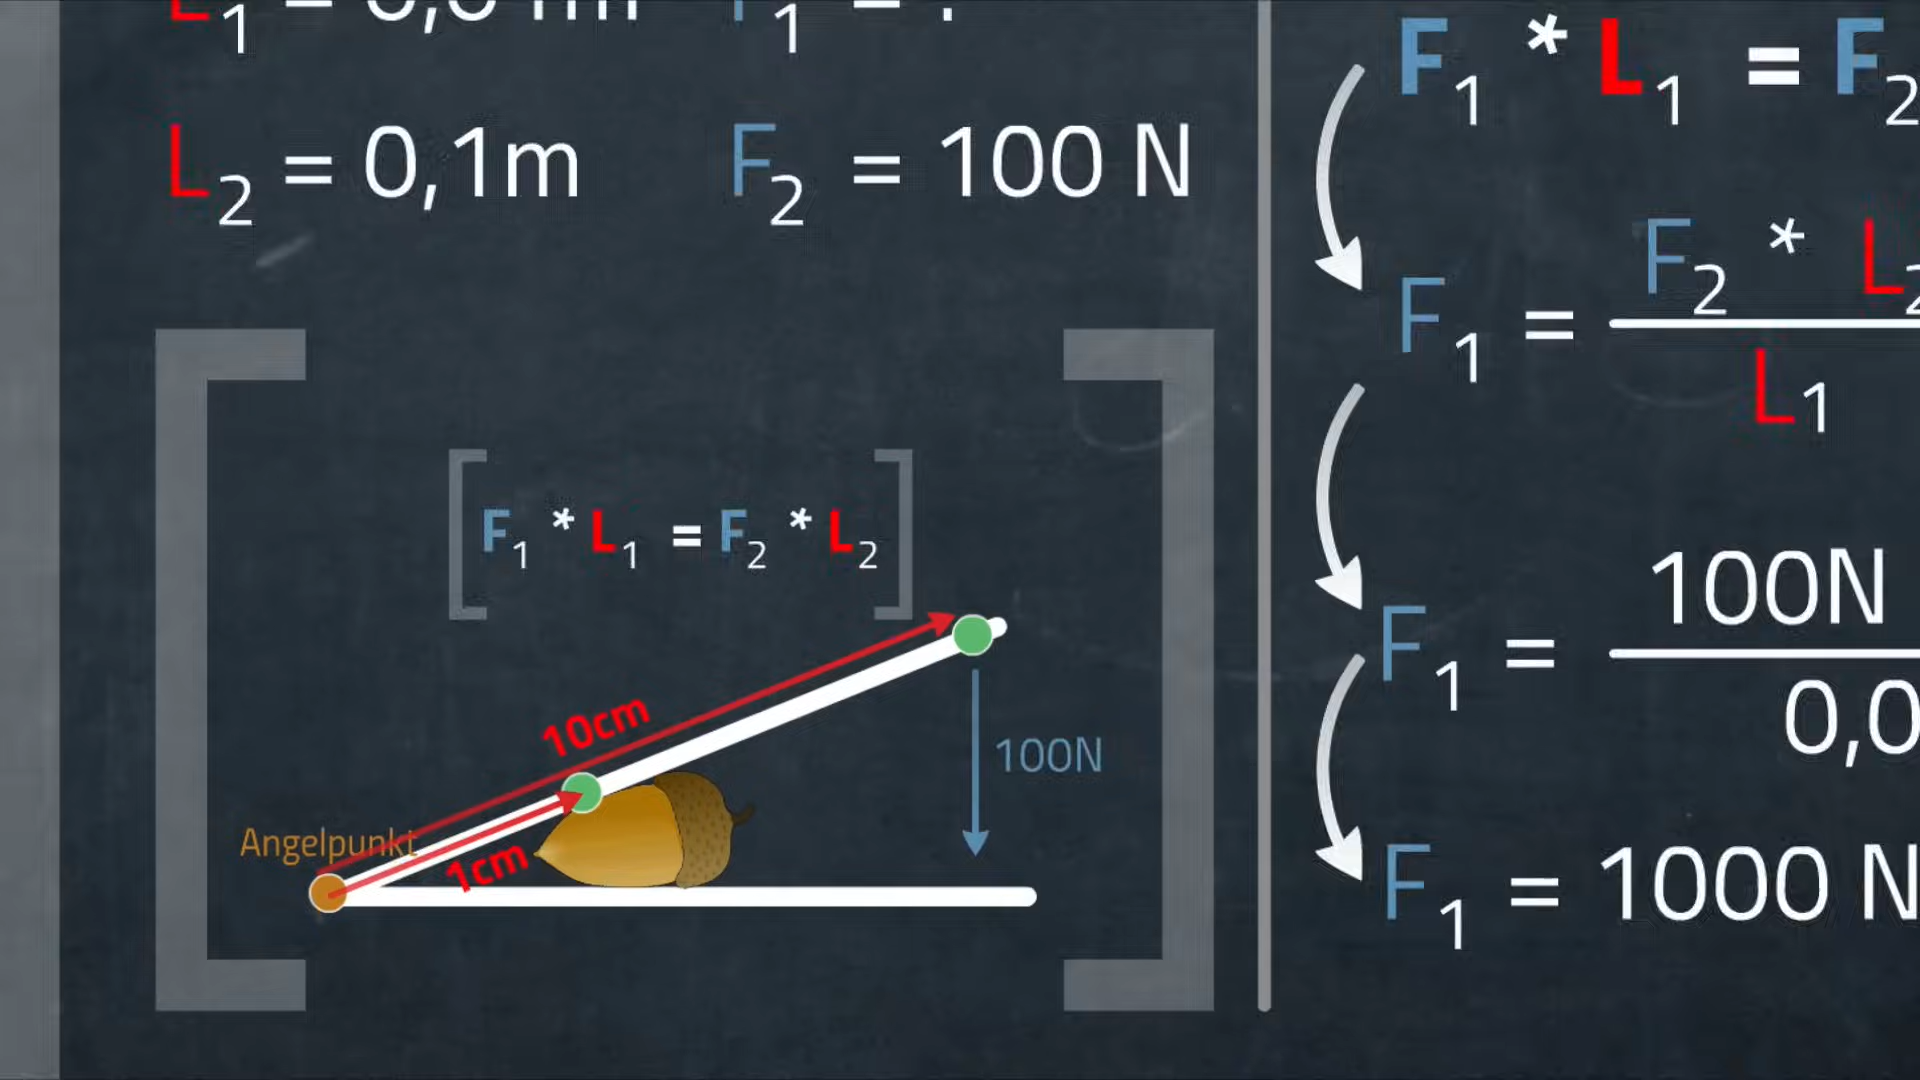 L₂ = 0,1m F₂ = 100 N
F₁ * L₁ = F₂ * L₂
10cm
100N
Angelpunkt
1cm
F₁ * L₁ = F₂
F₁ = F₂ * L₂
L₁
F₁ = 100N
0,0
F₁ = 1000 N